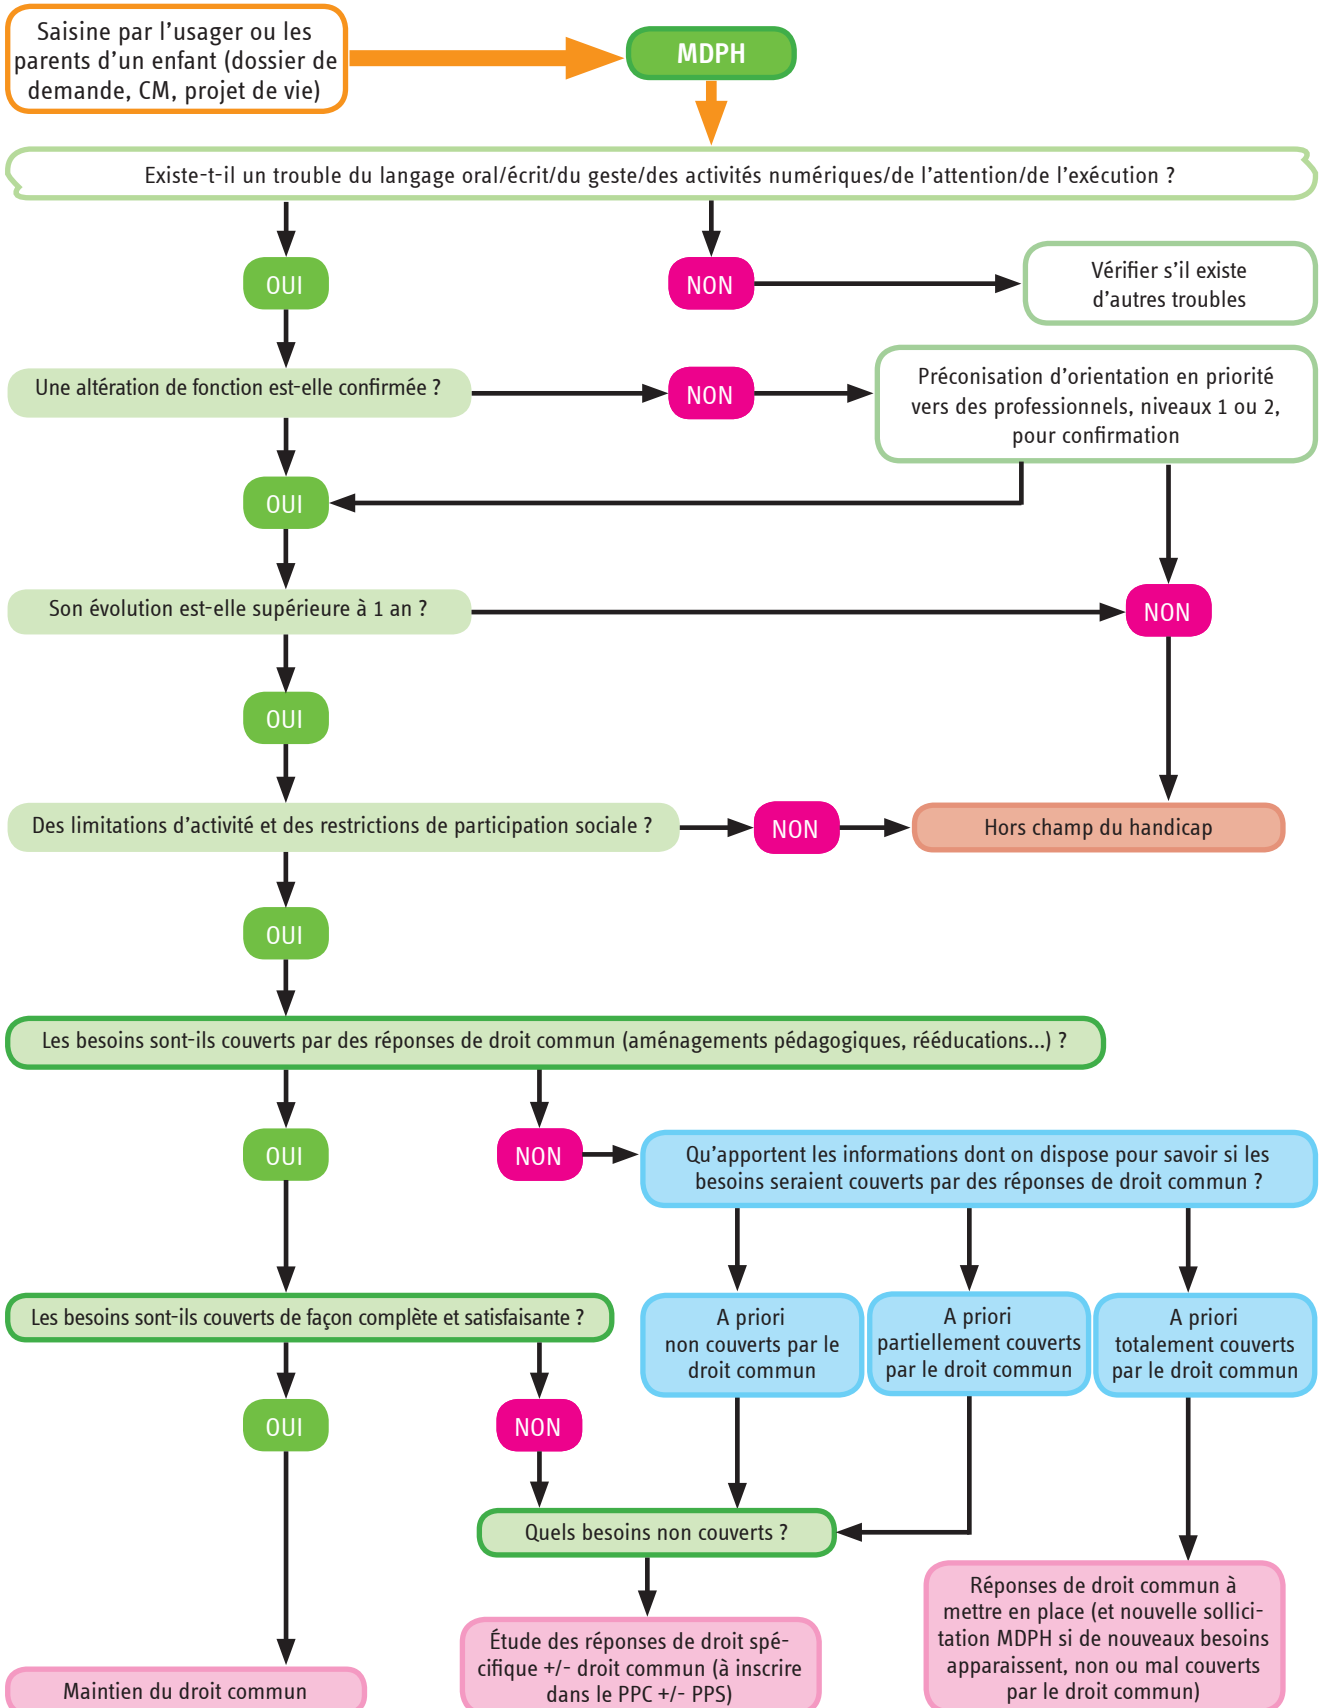 Saisine par l'usager ou les
parents d'un enfant (dossier de
demande, CM, projet de vie)
MDPH
Existe-t-il un trouble du langage oral/écrit/du geste/des activités numériques/de l'attention/de l'exécution ?
OUI
NON
Vérifier s'il existe
d'autres troubles
Une altération de fonction est-elle confirmée ?
NON
Préconisation d'orientation en priorité
vers des professionnels, niveaux 1 ou 2,
pour confirmation
OUI
Son évolution est-elle supérieure à 1 an ?
NON
OUI
Des limitations d'activité et des restrictions de participation sociale ?
NON
Hors champ du handicap
OUI
Les besoins sont-ils couverts par des réponses de droit commun (aménagements pédagogiques, rééducations...) ?
OUI
NON
Qu'apportent les informations dont on dispose pour savoir si les
besoins seraient couverts par des réponses de droit commun ?
Les besoins sont-ils couverts de façon complète et satisfaisante ?
A priori
non couverts par le
droit commun
A priori
partiellement couverts
par le droit commun
A priori
totalement couverts
par le droit commun
OUI
NON
Quels besoins non couverts ?
Maintien du droit commun
Étude des réponses de droit spé-
cifique +/- droit commun (à inscrire
dans le PPC +/- PPS)
Réponses de droit commun à
mettre en place (et nouvelle sollici-
tation MDPH si de nouveaux besoins
apparaissent, non ou mal couverts
par le droit commun)